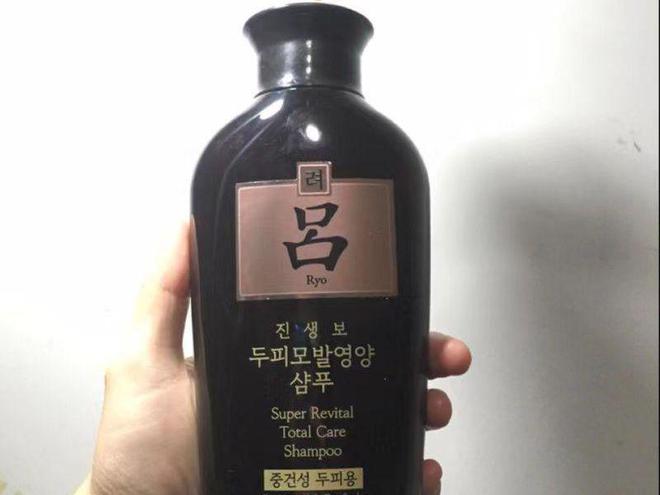 려
呂
Ryo
진생보
두피모발영양
샴푸
Super Revital
Total Care
Shampoo
중건성 두피용